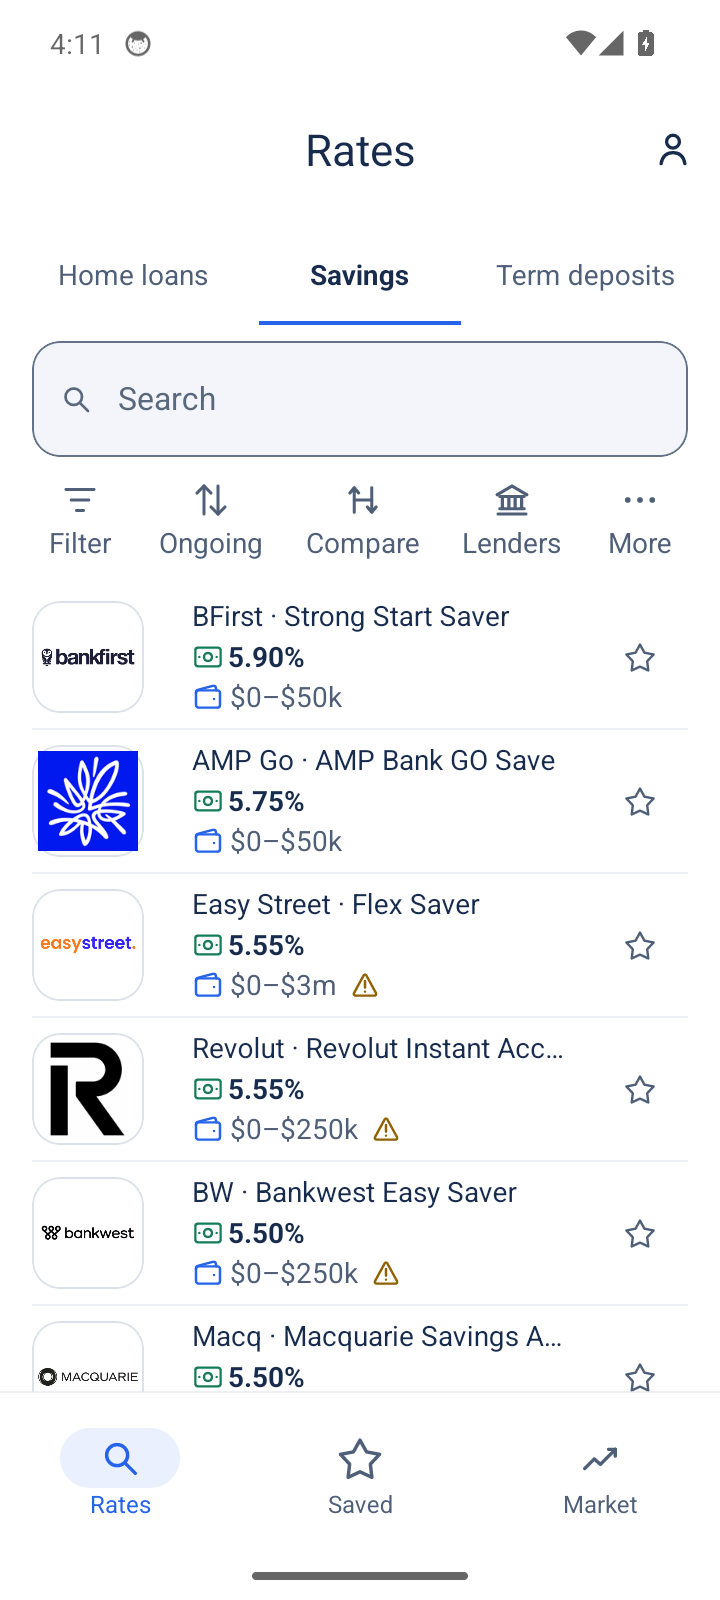 4:11
Rates
Home loans
Savings
Term deposits
Search
Filter
Ongoing
Compare
Lenders
More
bankfirst
BFirst · Strong Start Saver
5.90%
$0–$50k
AMP Go · AMP Bank GO Save
5.75%
$0–$50k
easystreet.
Easy Street · Flex Saver
5.55%
$0–$3m
R
Revolut · Revolut Instant Acc...
5.55%
$0–$250k
bankwest
BW · Bankwest Easy Saver
5.50%
$0–$250k
MACQUARIE
Macq · Macquarie Savings A...
5.50%
Rates
Saved
Market